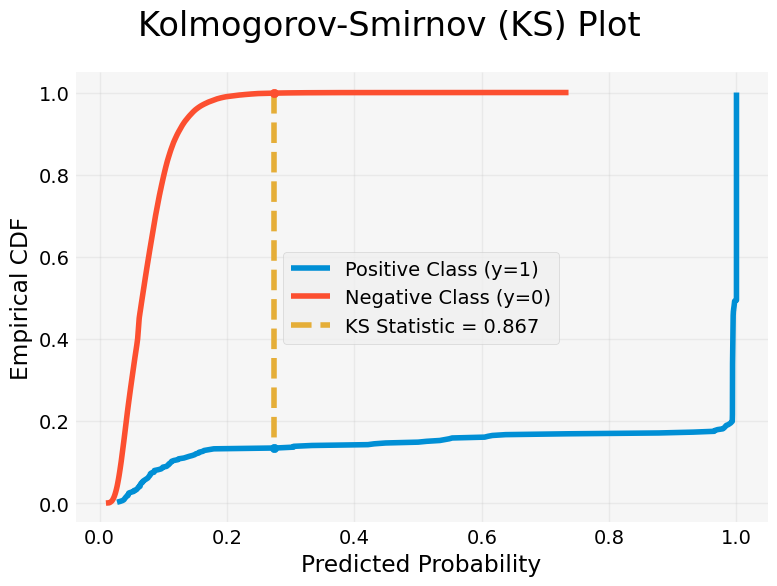 Kolmogorov-Smirnov (KS) Plot
Empirical CDF
1.0
0.8
0.6
0.4
0.2
0.0
Positive Class (y=1)
Negative Class (y=0)
KS Statistic = 0.867
0.0 0.2 0.4 0.6 0.8 1.0
Predicted Probability